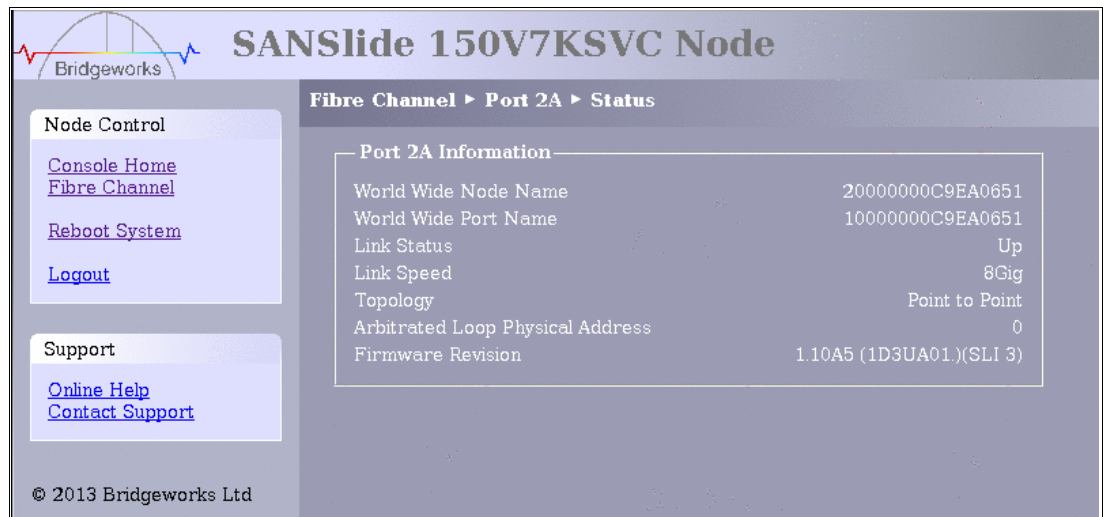 Bridgeworks
SANSlide 150V7KSVC Node
Node Control
Console Home
Fibre Channel
Reboot System
Logout
Support
Online Help
Contact Support
© 2013 Bridgeworks Ltd
Fibre Channel ► Port 2A ► Status
Port 2A Information
World Wide Node Name 20000000C9EA0651
World Wide Port Name 10000000C9EA0651
Link Status Up
Link Speed 8Gig
Topology Point to Point
Arbitrated Loop Physical Address 0
Firmware Revision 1.10A5 (1D3UA01.)(SLI 3)